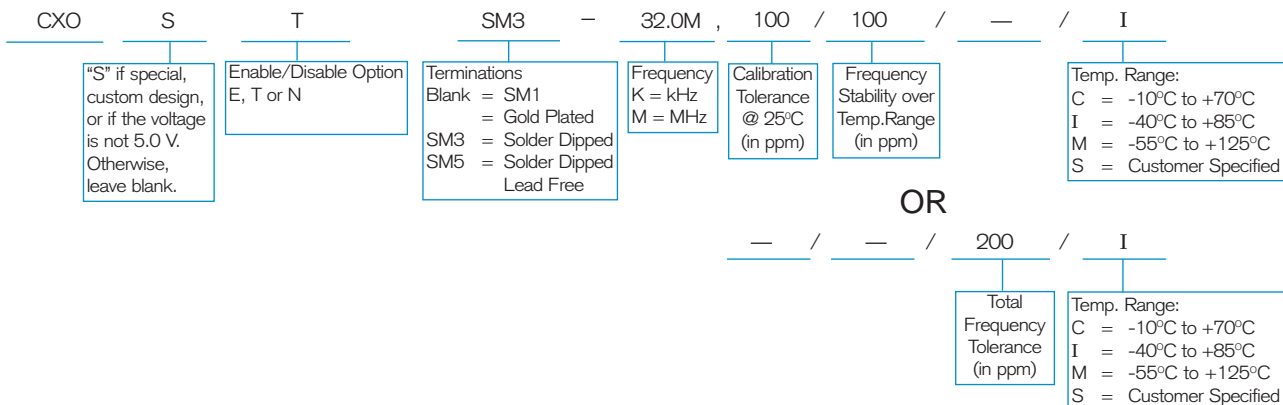 CXO S T SM3 – 32.0M , 100 / 100 / — / I
“S” if special,
custom design,
or if the voltage
is not 5.0 V.
Otherwise,
leave blank.
Enable/Disable Option
E, T or N
Terminations
Blank = SM1
= Gold Plated
SM3 = Solder Dipped
SM5 = Solder Dipped
Lead Free
Frequency
K = kHz
M = MHz
Calibration
Tolerance
@ 25°C
(in ppm)
Frequency
Stability over
Temp.Range
(in ppm)
Temp. Range:
C = -10°C to +70°C
I = -40°C to +85°C
M = -55°C to +125°C
S = Customer Specified
OR
— / — / 200 / I
Total
Frequency
Tolerance
(in ppm)
Temp. Range:
C = -10°C to +70°C
I = -40°C to +85°C
M = -55°C to +125°C
S = Customer Specified